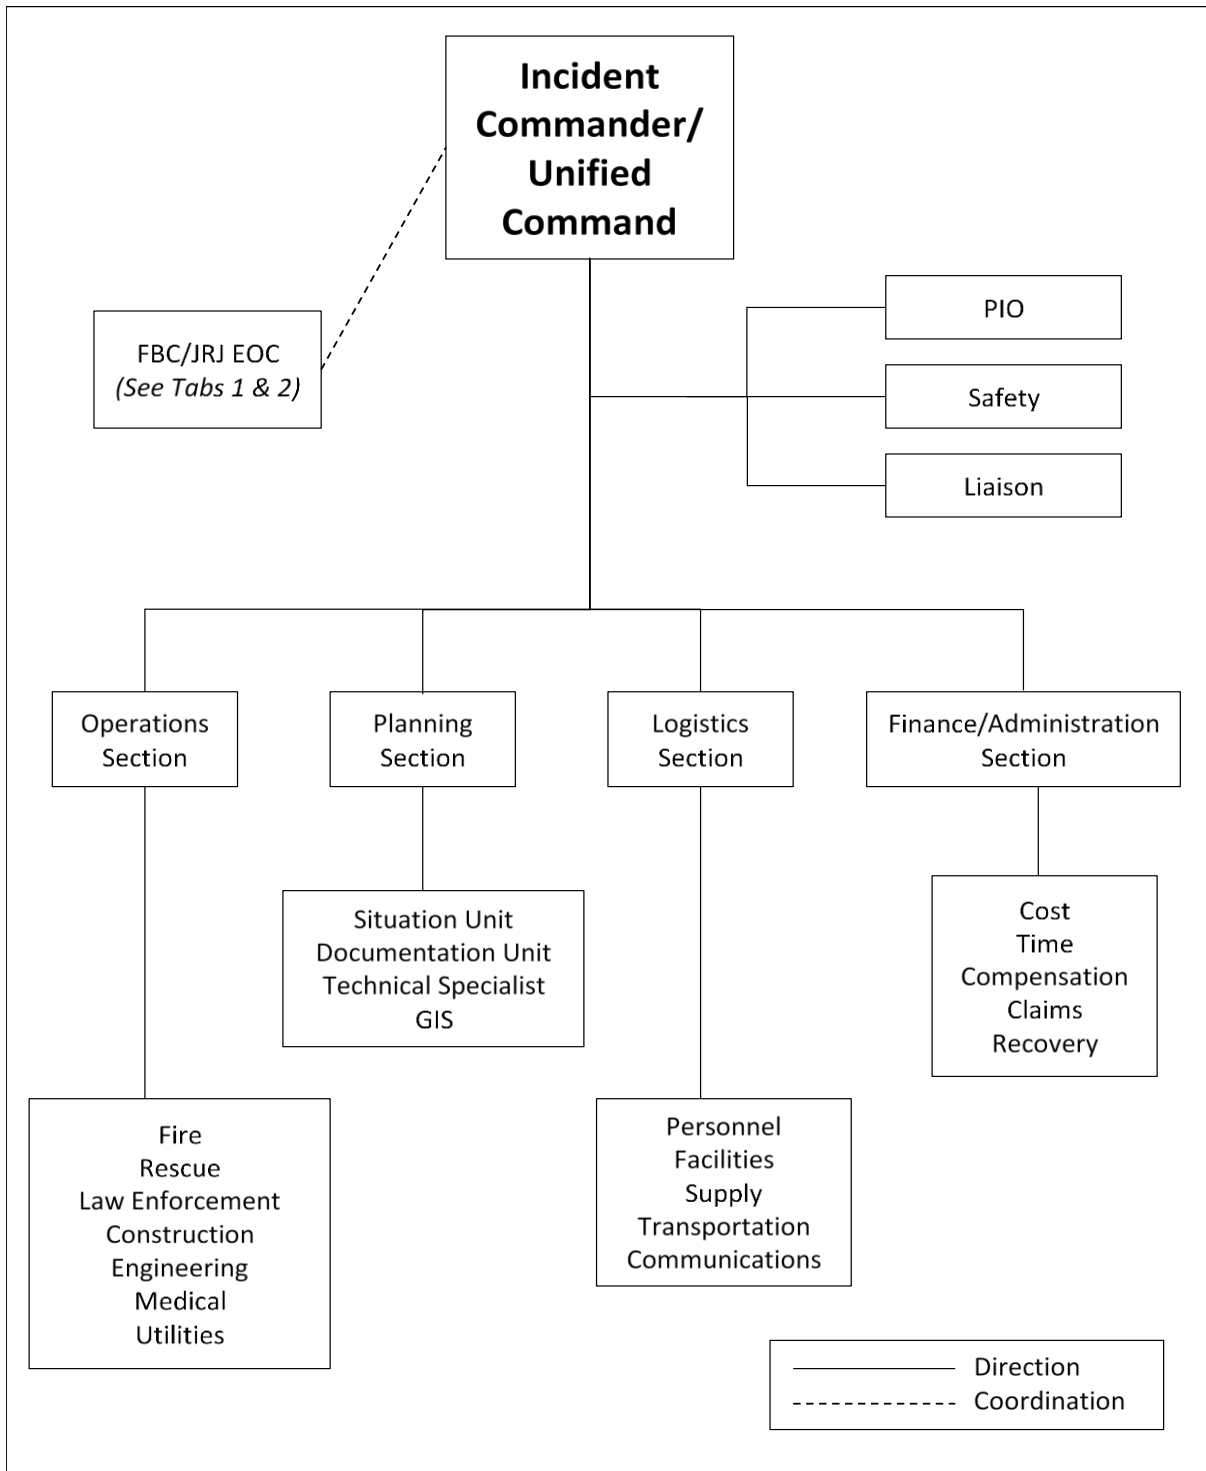 Incident
Commander/
Unified
Command
FBC/JRJ EOC
(See Tabs 1 & 2)
PIO
Safety
Liaison
Operations
Section
Planning
Section
Logistics
Section
Finance/Administration
Section
Situation Unit
Documentation Unit
Technical Specialist
GIS
Cost
Time
Compensation
Claims
Recovery
Fire
Rescue
Law Enforcement
Construction
Engineering
Medical
Utilities
Personnel
Facilities
Supply
Transportation
Communications
Direction
Coordination